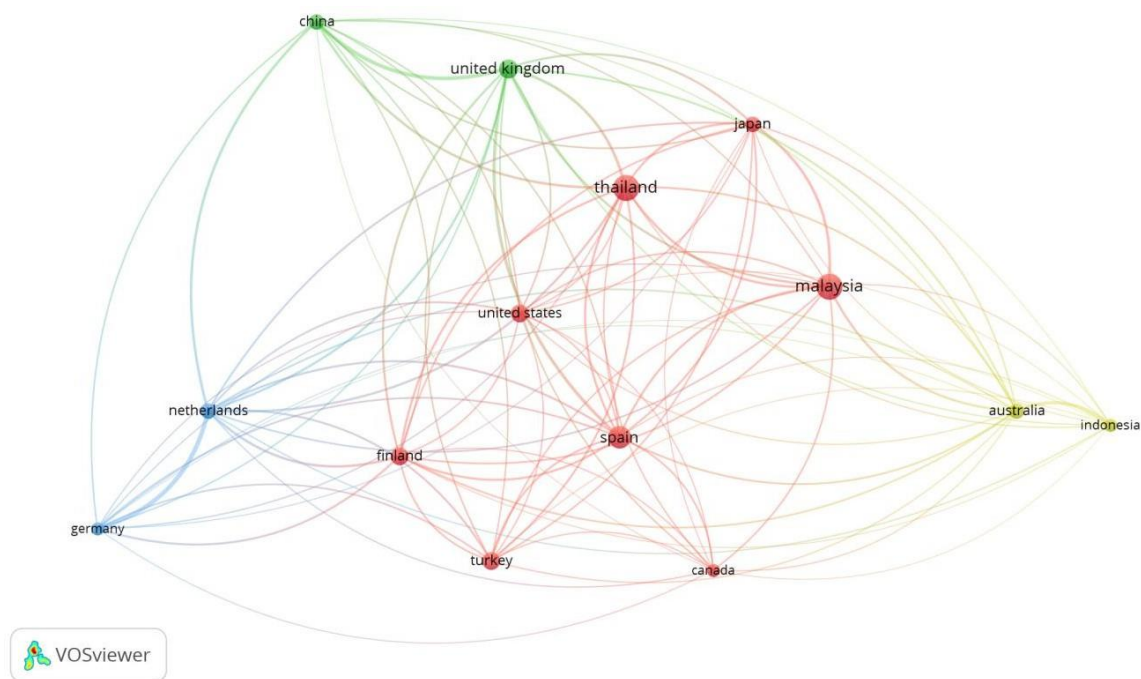 china
united kingdom
japan
thailand
malaysia
united states
netherlands
australia
indonesia
spain
finland
germany
turkey
canada
VOSviewer